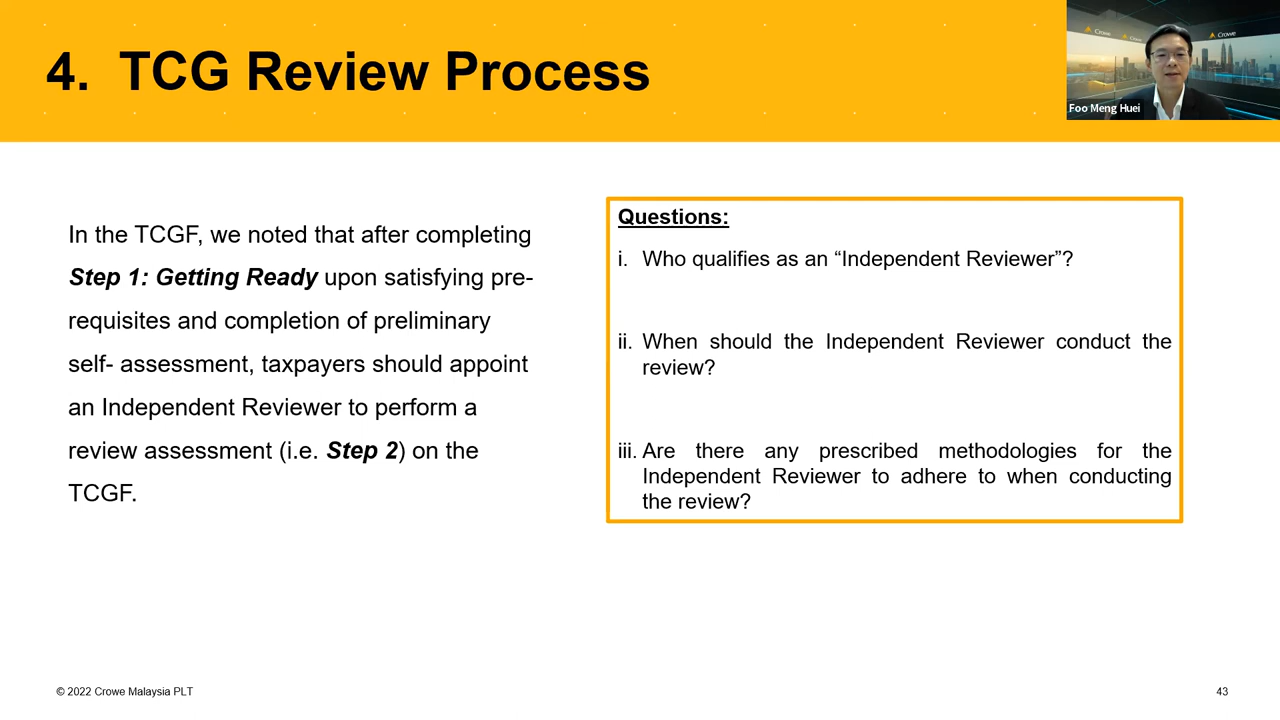 4. TCG Review Process
Crowe
Crowe
Crowe
Foo Meng Huei
In the TCGF, we noted that after completing
Step 1: Getting Ready upon satisfying pre-
requisites and completion of preliminary
self- assessment, taxpayers should appoint
an Independent Reviewer to perform a
review assessment (i.e. Step 2) on the
TCGF.
Questions:
i. Who qualifies as an “Independent Reviewer”?
ii. When should the Independent Reviewer conduct the
review?
iii. Are there any prescribed methodologies for the
Independent Reviewer to adhere to when conducting
the review?
© 2022 Crowe Malaysia PLT
43